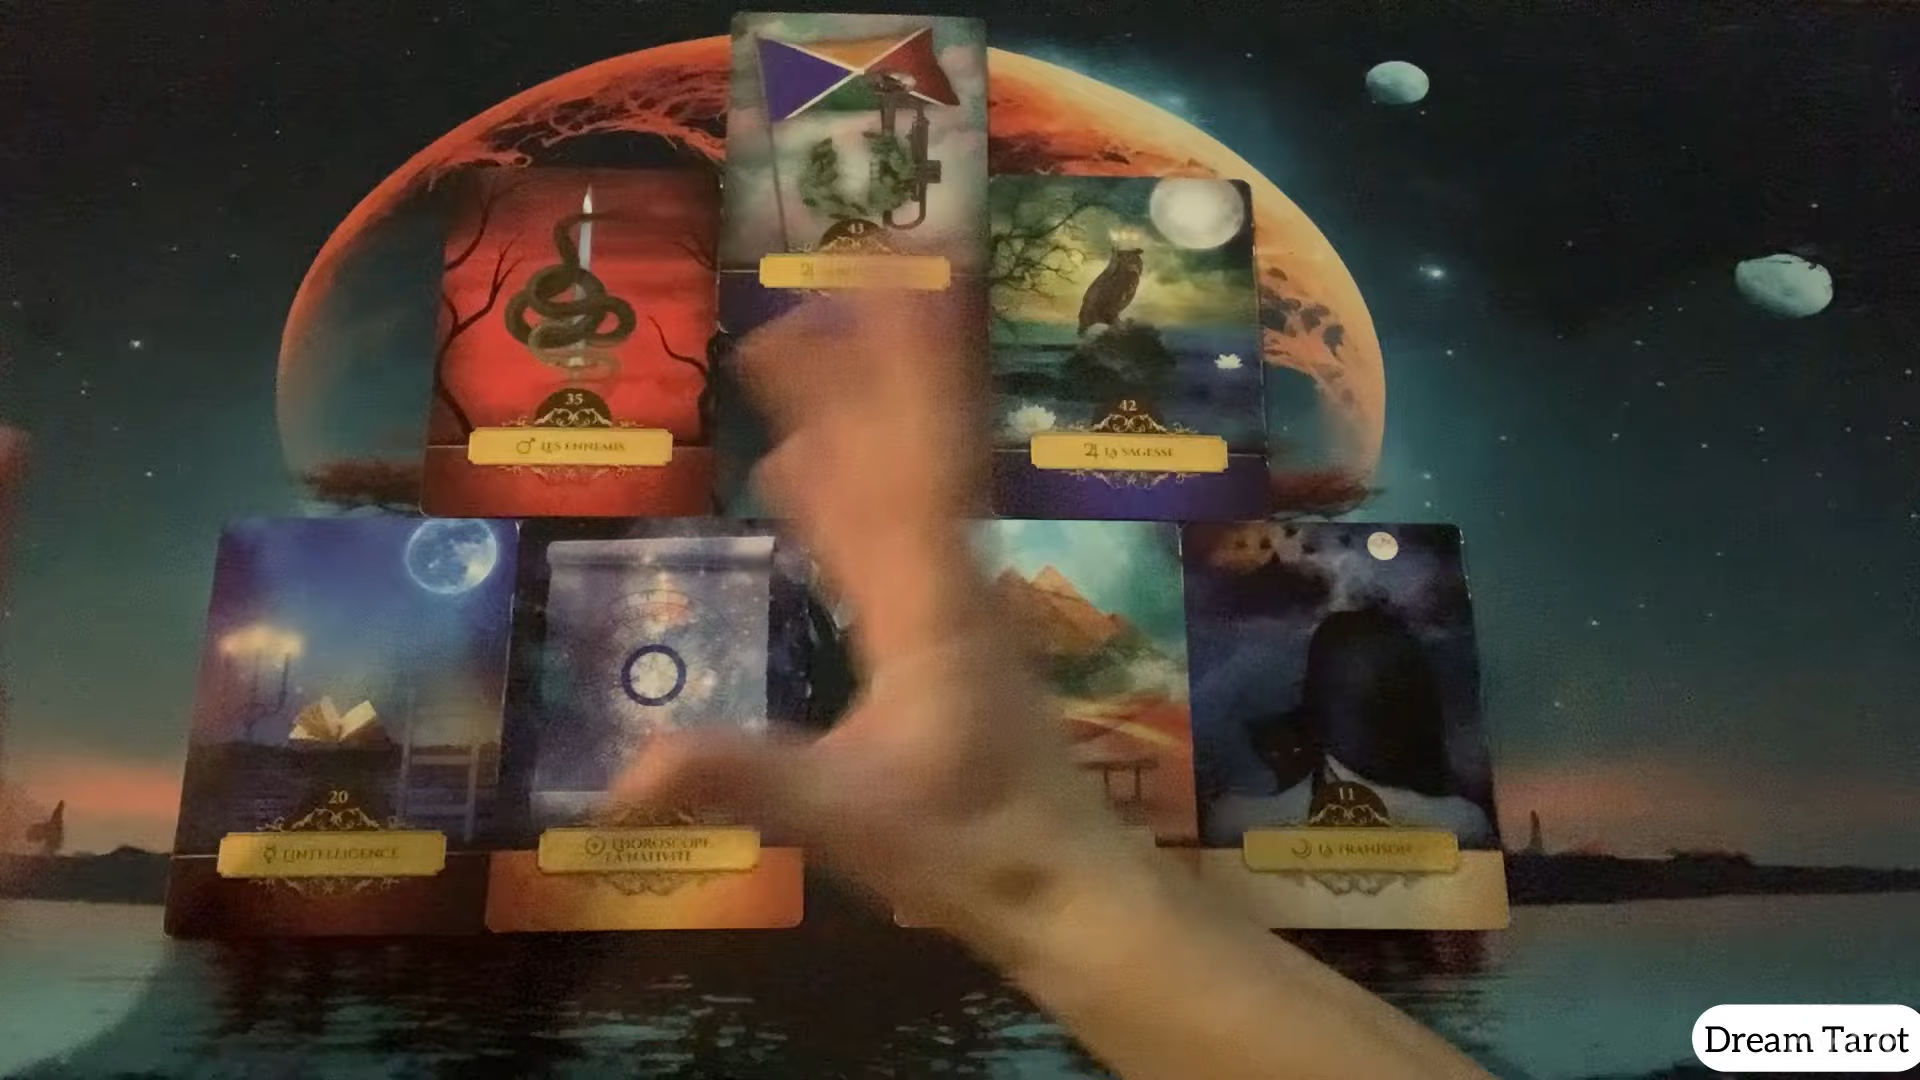 43
35
♂ LES ENNEMIS
42
♃ LA SAGESSE
20
☿ L'INTELLIGENCE
☉ L'HOROSCOPE
LA NATIVITÉ
11
☽ LA TRAHISON
Dream Tarot